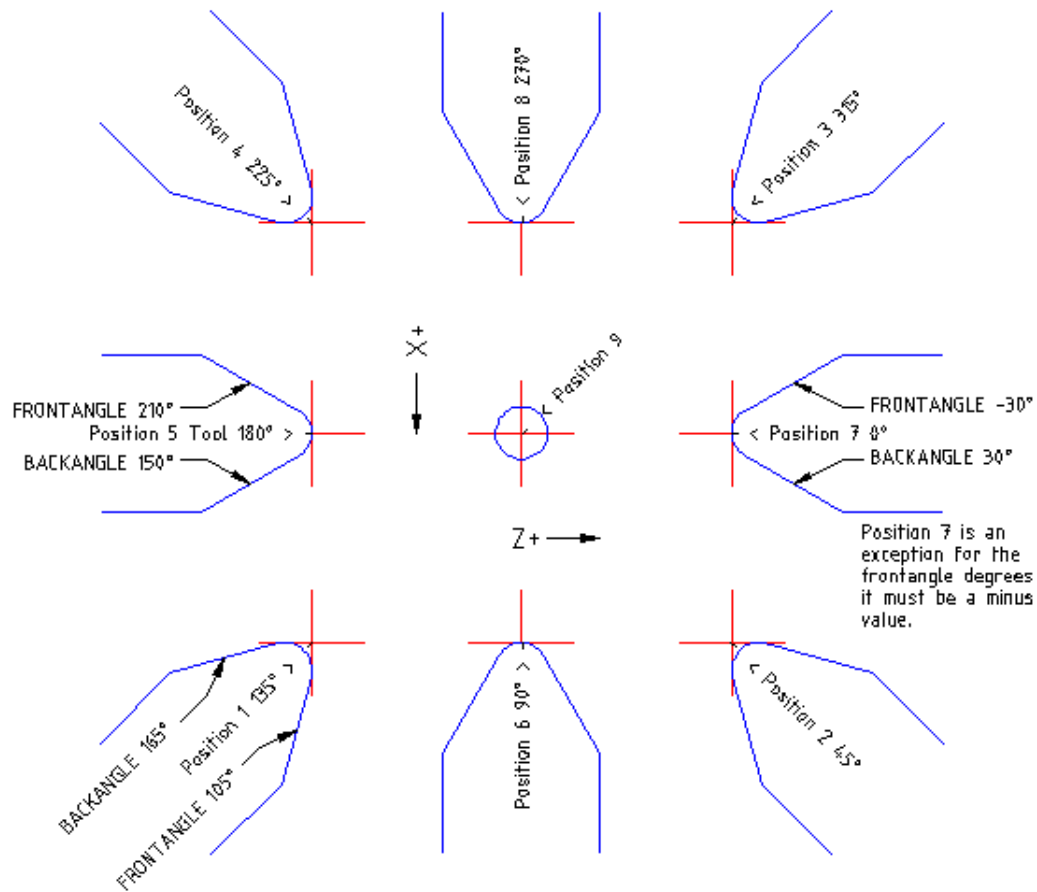 Position 4 225°
Position 8 270°
Position 3 315°
X+
Position 9
FRONTANGLE 210°
Position 5 Tool 180°
BACKANGLE 150°
FRONTANGLE -30°
Position 7 0°
BACKANGLE 30°
Z+
Position 7 is an
exception for the
frontangle degrees
it must be a minus
value.
BACKANGLE 165°
Position 1 135°
FRONTANGLE 105°
Position 6 90°
Position 2 45°